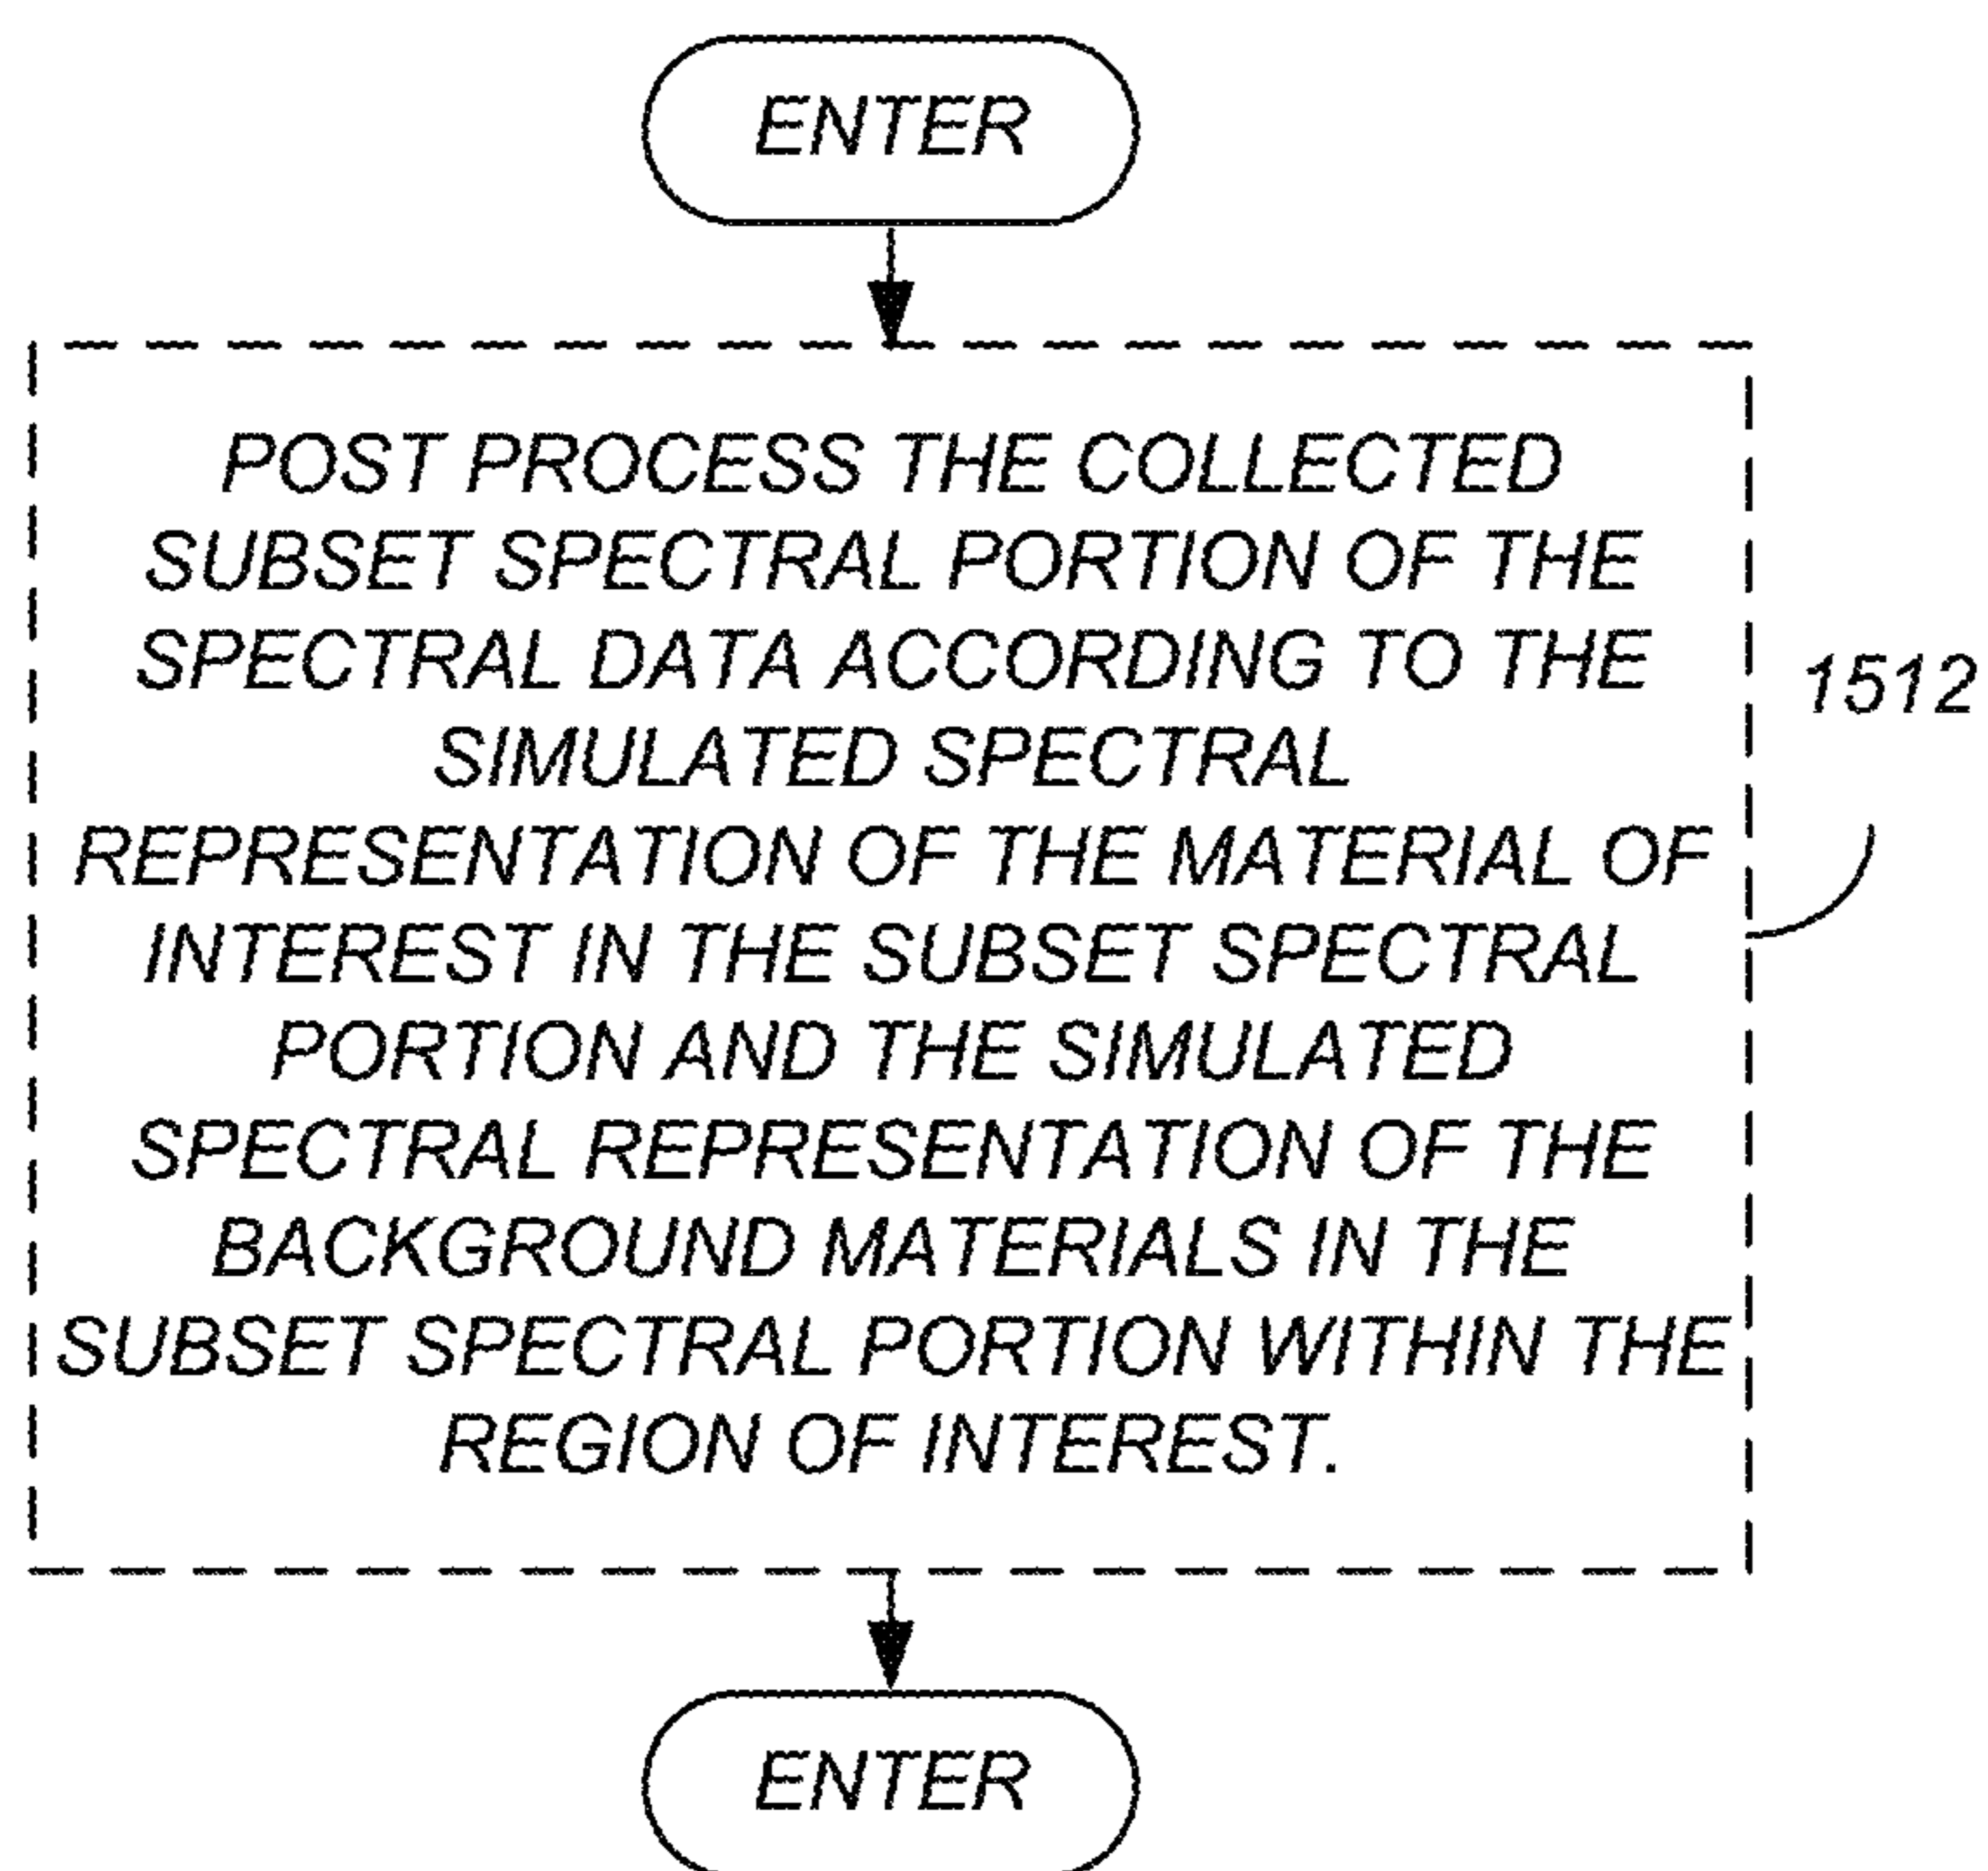 ENTER
POST PROCESS THE COLLECTED
SUBSET SPECTRAL PORTION OF THE
SPECTRAL DATA ACCORDING TO THE
SIMULATED SPECTRAL
REPRESENTATION OF THE MATERIAL OF
INTEREST IN THE SUBSET SPECTRAL
PORTION AND THE SIMULATED
SPECTRAL REPRESENTATION OF THE
BACKGROUND MATERIALS IN THE
SUBSET SPECTRAL PORTION WITHIN THE
REGION OF INTEREST.
1512
ENTER